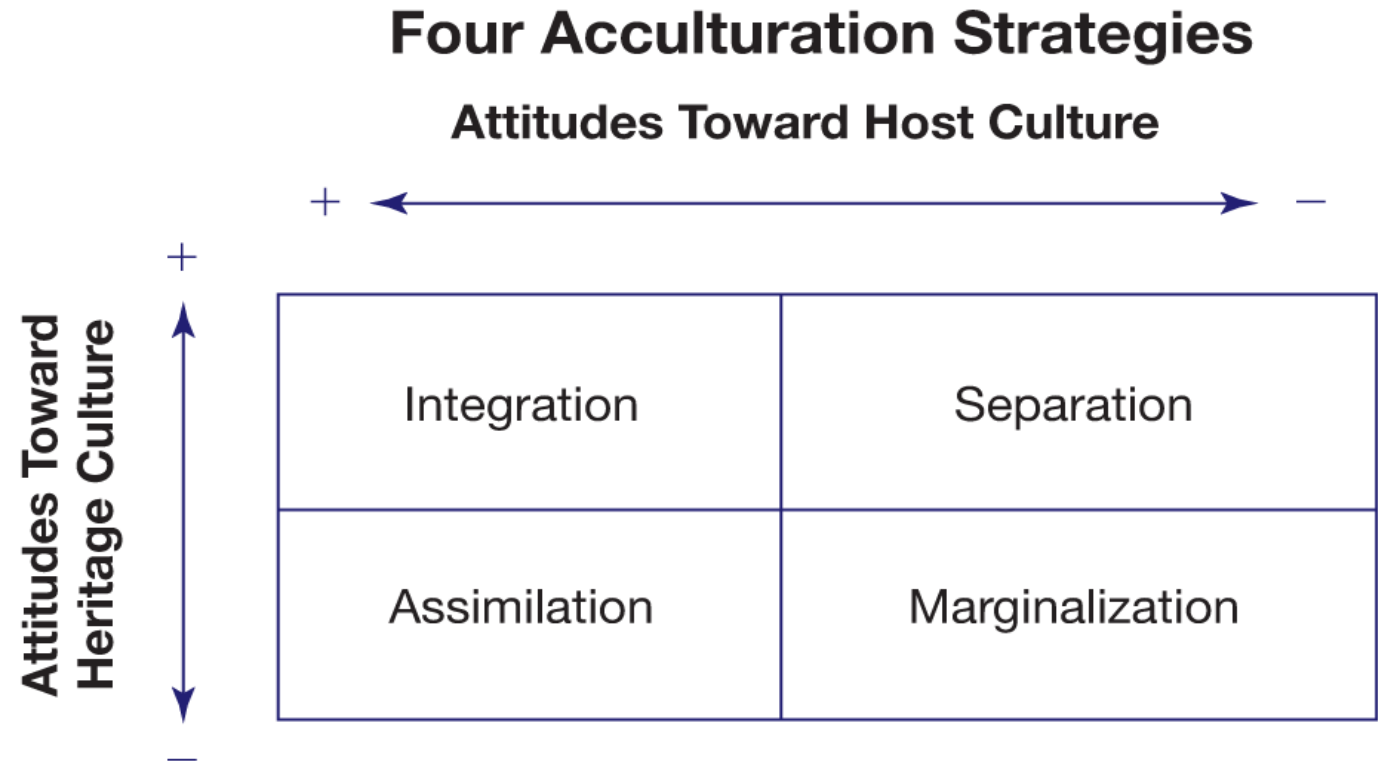 Four Acculturation Strategies
Attitudes Toward Host Culture
+ −
+
Attitudes Toward
Heritage Culture
Integration Separation
Assimilation Marginalization
−